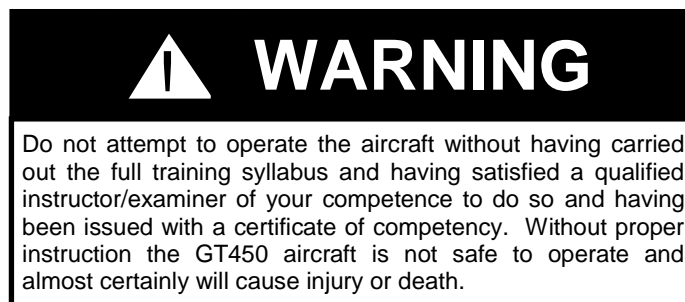 WARNING
Do not attempt to operate the aircraft without having carried
out the full training syllabus and having satisfied a qualified
instructor/examiner of your competence to do so and having
been issued with a certificate of competency. Without proper
instruction the GT450 aircraft is not safe to operate and
almost certainly will cause injury or death.